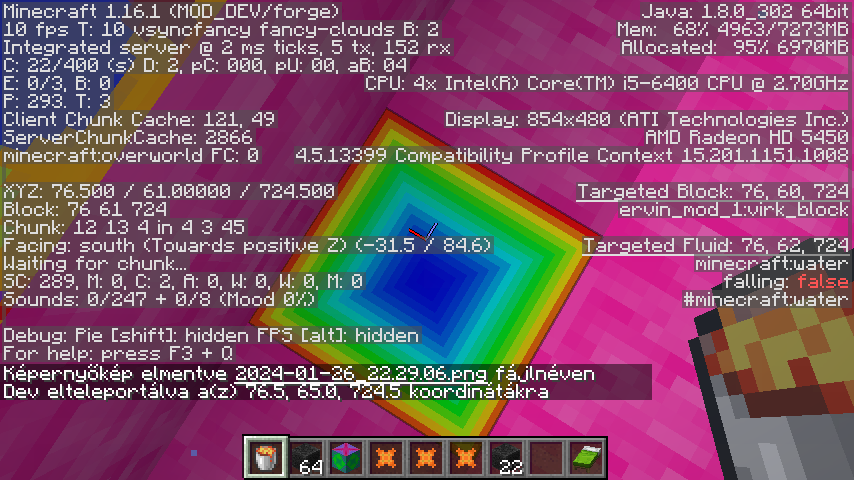 Minecraft 1.16.1 (MOD_DEV/forge)
10 fps T: 10 vsyncfancy fancy-clouds B: 2
Integrated server @ 2 ms ticks, 5 tx, 152 rx
C: 22/400 (s) D: 2, pC: 000, pU: 00, aB: 04
E: 0/3, B: 0
P: 293. T: 3
Client Chunk Cache: 121, 49
ServerChunkCache: 2866
minecraft:overworld FC: 0
XYZ: 76.500 / 61.00000 / 724.500
Block: 76 61 724
Chunk: 12 13 4 in 4 3 45
Facing: south (Towards positive Z) (-31.5 / 84.6)
Waiting for chunk...
SC: 289, M: 0, C: 2, A: 0, W: 0, W: 0, M: 0
Sounds: 0/247 + 0/8 (Mood 0%)
Debug: Pie [shift]: hidden FPS [alt]: hidden
For help: press F3 + Q
Képernyőkép elmentve 2024-01-26_22.29.06.png fájlnéven
Dev elteleportálva a(z) 76.5, 65.0, 724.5 koordinátákra
Java: 1.8.0_302 64bit
Mem: 68% 4963/7273MB
Allocated: 95% 6970MB
CPU: 4x Intel(R) Core(TM) i5-6400 CPU @ 2.70GHz
Display: 854x480 (ATI Technologies Inc.)
AMD Radeon HD 5450
4.5.13399 Compatibility Profile Context 15.201.1151.1008
Targeted Block: 76, 60, 724
ervin_mod_1:virk_block
Targeted Fluid: 76, 62, 724
minecraft:water
falling: false
#minecraft:water
64
22